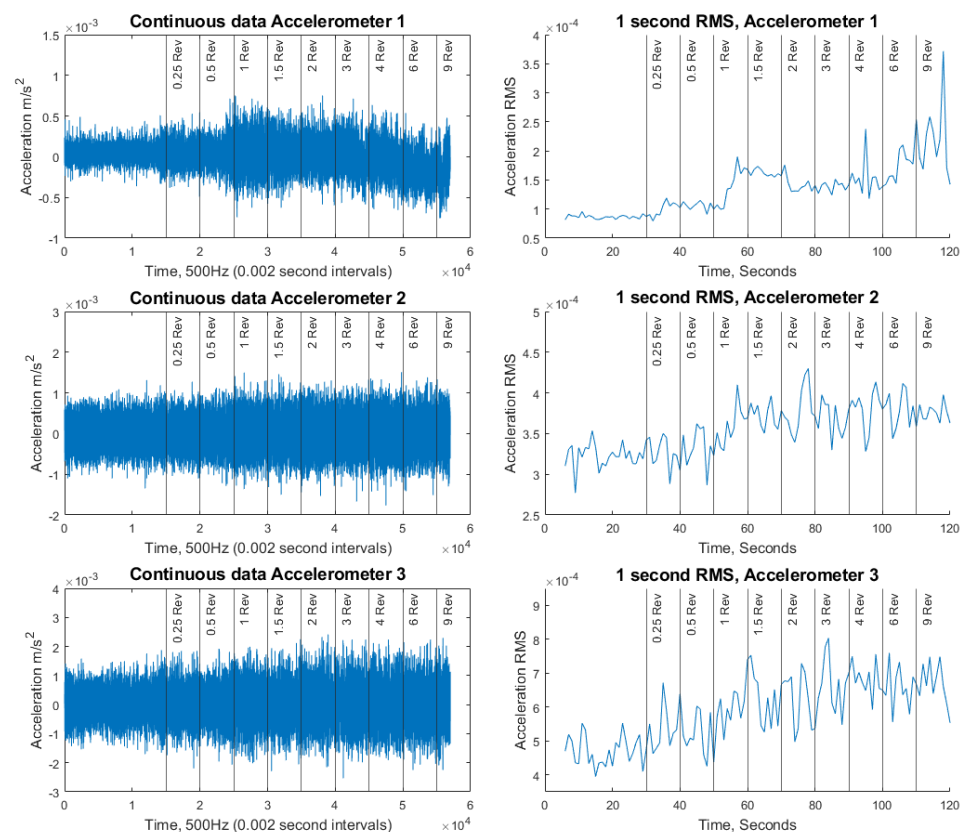 Continuous data Accelerometer 1
×10⁻³
1.5
1
0.5
0
-0.5
-1
Acceleration m/s²
0.25 Rev
0.5 Rev
1 Rev
1.5 Rev
2 Rev
3 Rev
4 Rev
6 Rev
9 Rev
0
1
2
3
4
5
6
×10⁴
Time, 500Hz (0.002 second intervals)
1 second RMS, Accelerometer 1
×10⁻⁴
4
3.5
3
2.5
2
1.5
1
0.5
Acceleration RMS
0.25 Rev
0.5 Rev
1 Rev
1.5 Rev
2 Rev
3 Rev
4 Rev
6 Rev
9 Rev
0
20
40
60
80
100
120
Time, Seconds
Continuous data Accelerometer 2
×10⁻³
3
2
1
0
-1
-2
Acceleration m/s²
0.25 Rev
0.5 Rev
1 Rev
1.5 Rev
2 Rev
3 Rev
4 Rev
6 Rev
9 Rev
0
1
2
3
4
5
6
×10⁴
Time, 500Hz (0.002 second intervals)
1 second RMS, Accelerometer 2
×10⁻⁴
5
4.5
4
3.5
3
2.5
Acceleration RMS
0.25 Rev
0.5 Rev
1 Rev
1.5 Rev
2 Rev
3 Rev
4 Rev
6 Rev
9 Rev
0
20
40
60
80
100
120
Time, Seconds
Continuous data Accelerometer 3
×10⁻³
4
3
2
1
0
-1
-2
-3
Acceleration m/s²
0.25 Rev
0.5 Rev
1 Rev
1.5 Rev
2 Rev
3 Rev
4 Rev
6 Rev
9 Rev
0
1
2
3
4
5
6
×10⁴
Time, 500Hz (0.002 second intervals)
1 second RMS, Accelerometer 3
×10⁻⁴
9
8
7
6
5
4
Acceleration RMS
0.25 Rev
0.5 Rev
1 Rev
1.5 Rev
2 Rev
3 Rev
4 Rev
6 Rev
9 Rev
0
20
40
60
80
100
120
Time, Seconds